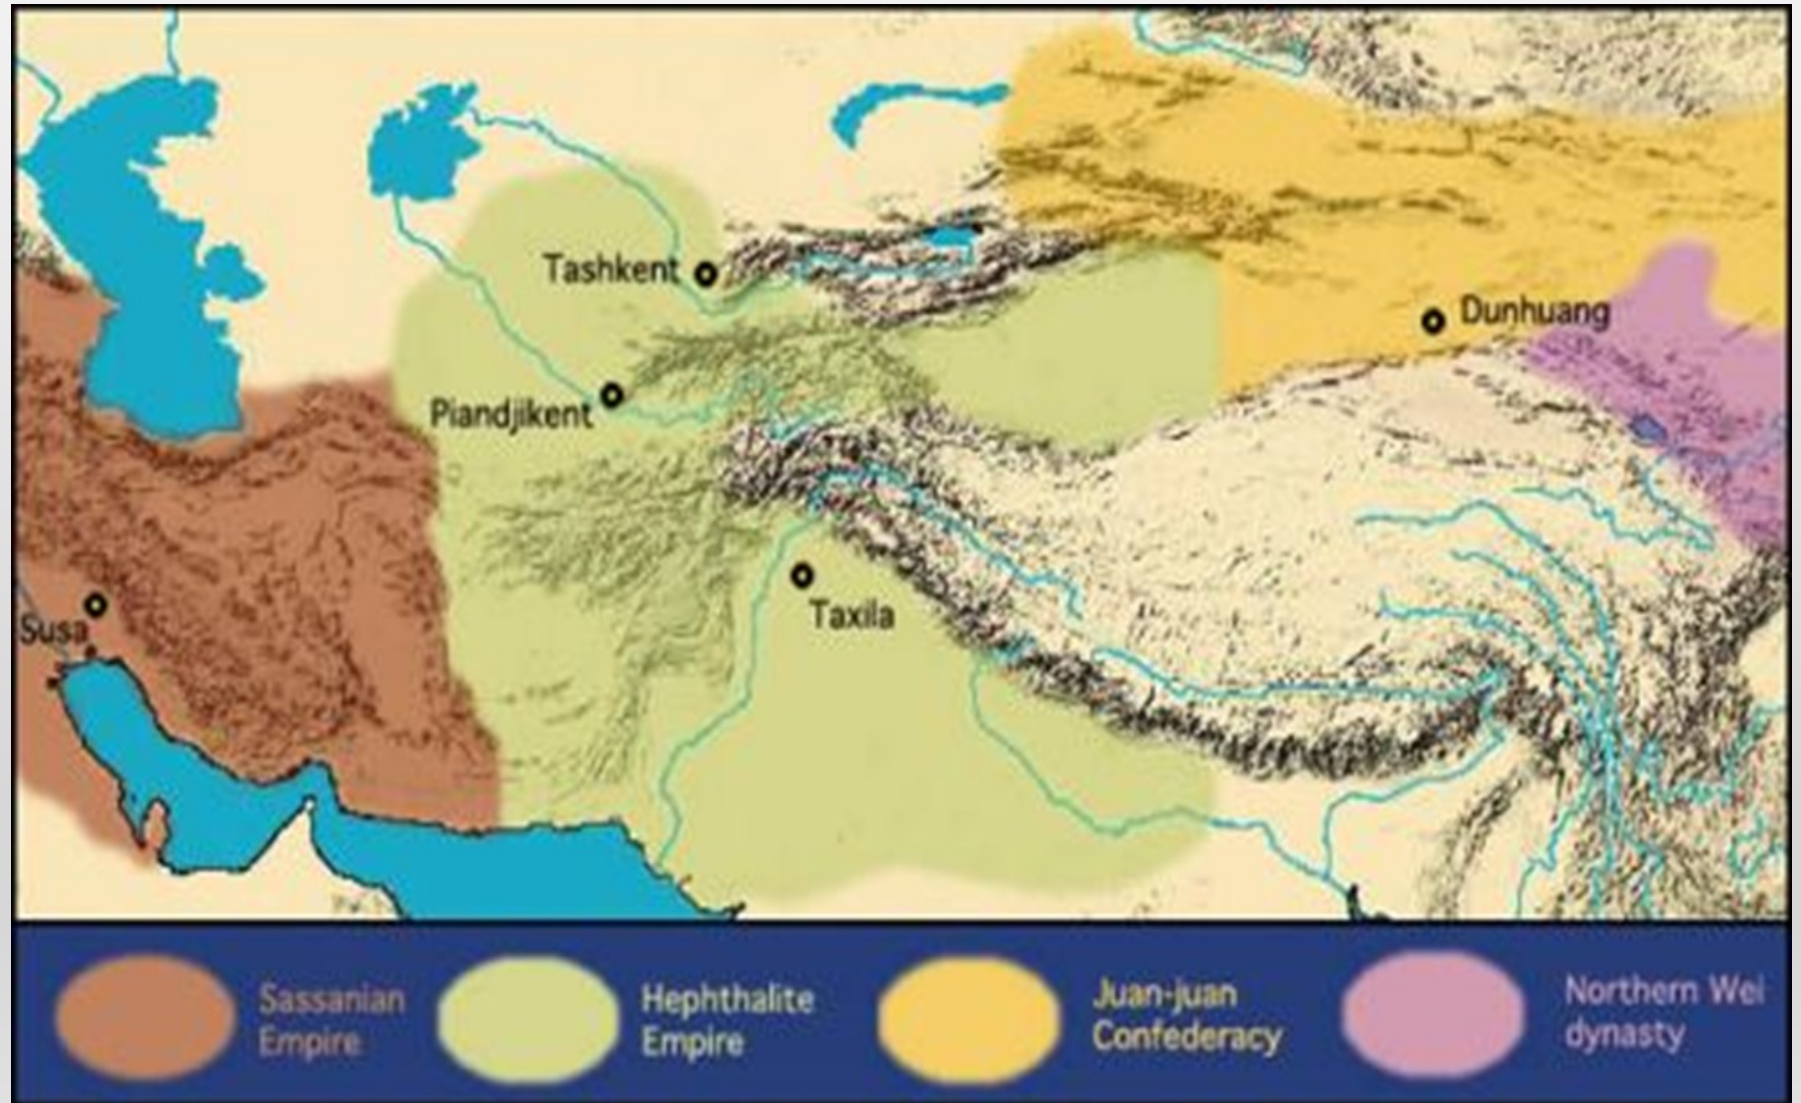 Tashkent
Dunhuang
Piandjikent
Taxila
Susa
Sassanian
Empire
Hephthalite
Empire
Juan-juan
Confederacy
Northern Wei
dynasty